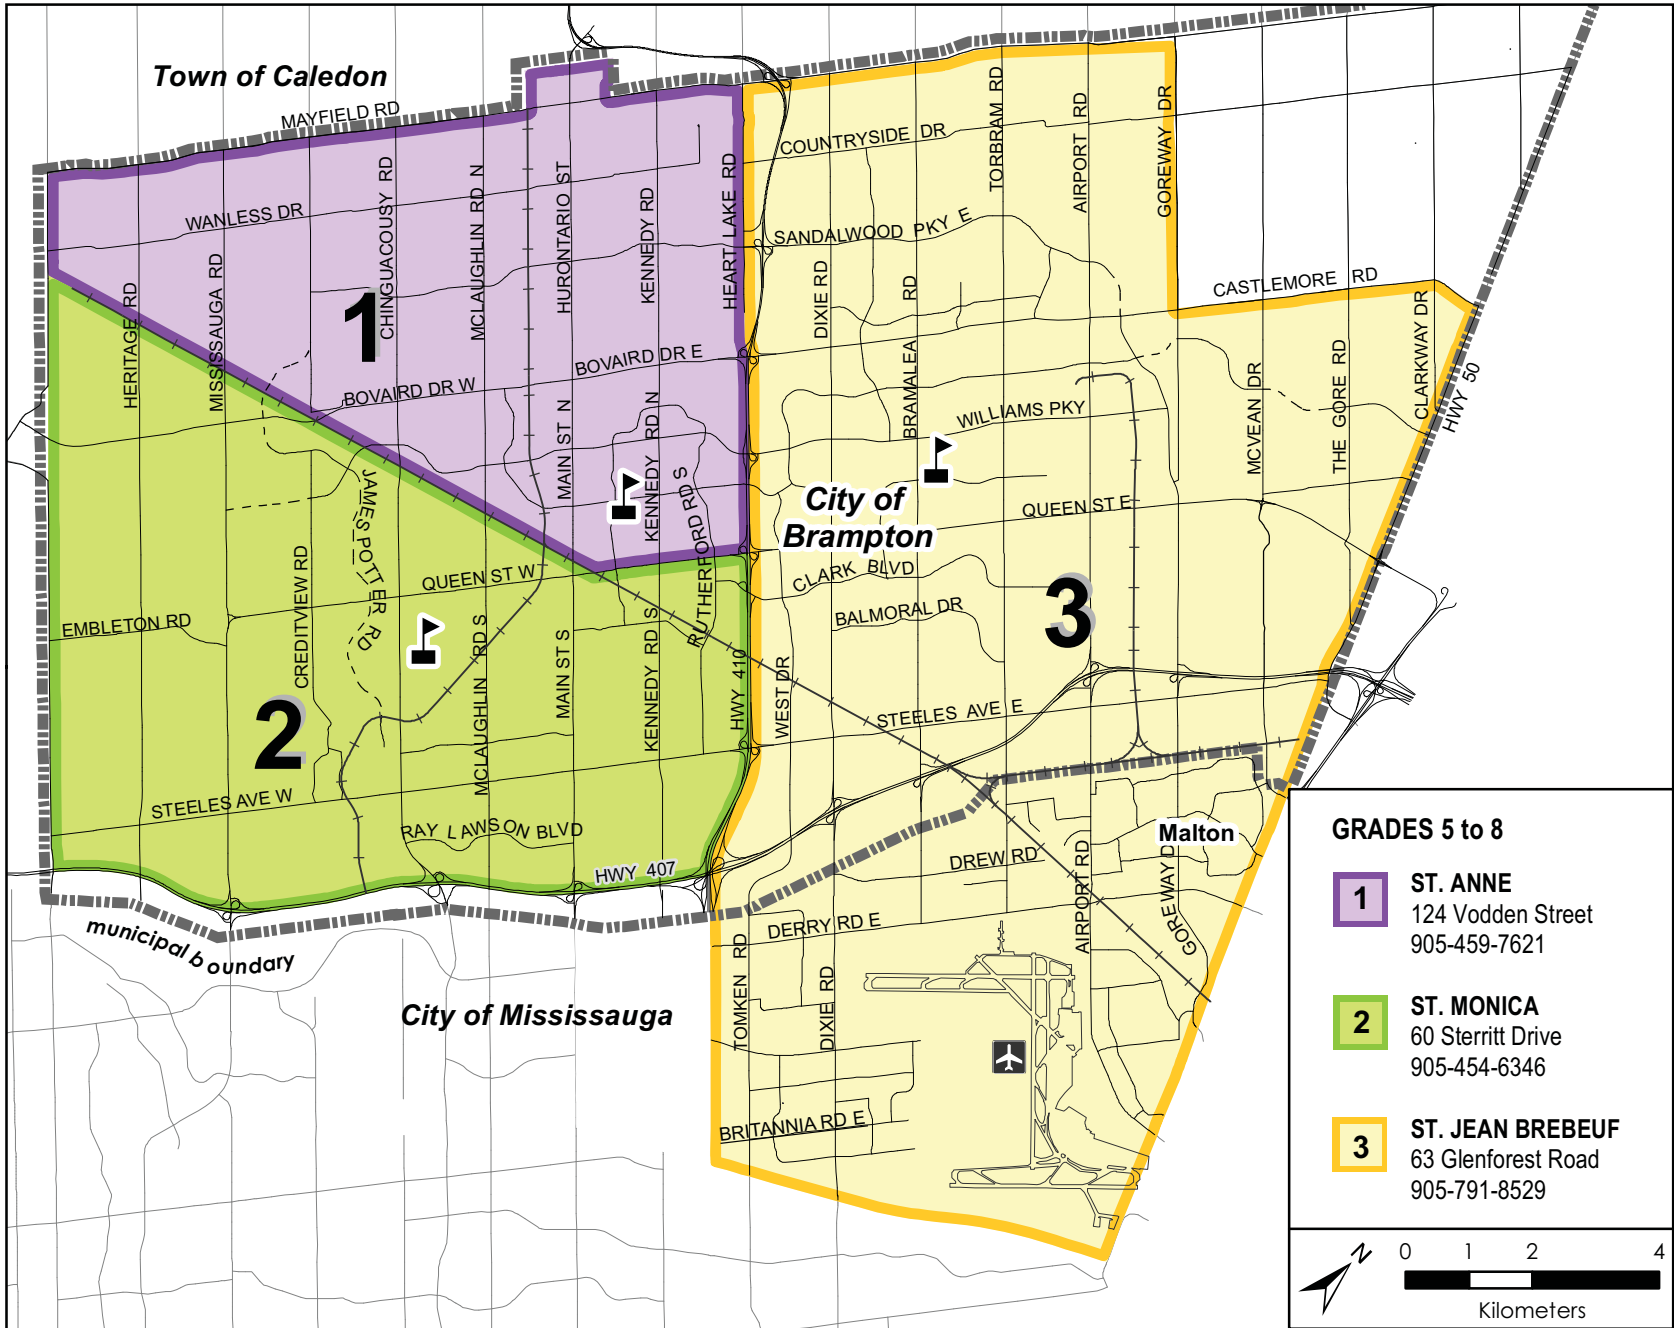 Town of Caledon
MAYFIELD RD
WANLESS DR
CHINGUACOUSY RD
MCLAUGHLIN RD N
HURONTARIO ST
KENNEDY RD
HEART LAKE RD
COUNTRYSIDE DR
TORBRAM RD
AIRPORT RD
GOREWAY DR
SANDALWOOD PKY E
CASTLEMORE RD
HERITAGE RD
MISSISSAUGA RD
1
DIXIE RD
BRAMALEA RD
CLARKWAY DR
HWY 50
BOVAIRD DR W
BOVAIRD DR E
MAIN ST N
KENNEDY RD N
RUTHERFORD RD S
WILLIAMS PKY
MCVEAN DR
THE GORE RD
City of
Brampton
QUEEN ST E
JAMES POTTER RD
CREDITVIEW RD
QUEEN ST W
CLARK BLVD
BALMORAL DR
3
EMBLETON RD
MCLAUGHLIN RD S
MAIN ST S
KENNEDY RD S
HWY 410
WEST DR
2
STEELES AVE E
STEELES AVE W
RAY LAWSON BLVD
HWY 407
DREW RD
Malton
AIRPORT RD
GOREWAY DR
municipal boundary
DERRY RD E
TOMKEN RD
DIXIE RD
City of Mississauga
BRITANNIA RD E
GRADES 5 to 8
1
ST. ANNE
124 Vodden Street
905-459-7621
2
ST. MONICA
60 Sterritt Drive
905-454-6346
3
ST. JEAN BREBEUF
63 Glenforest Road
905-791-8529
N
0 1 2 4
Kilometers